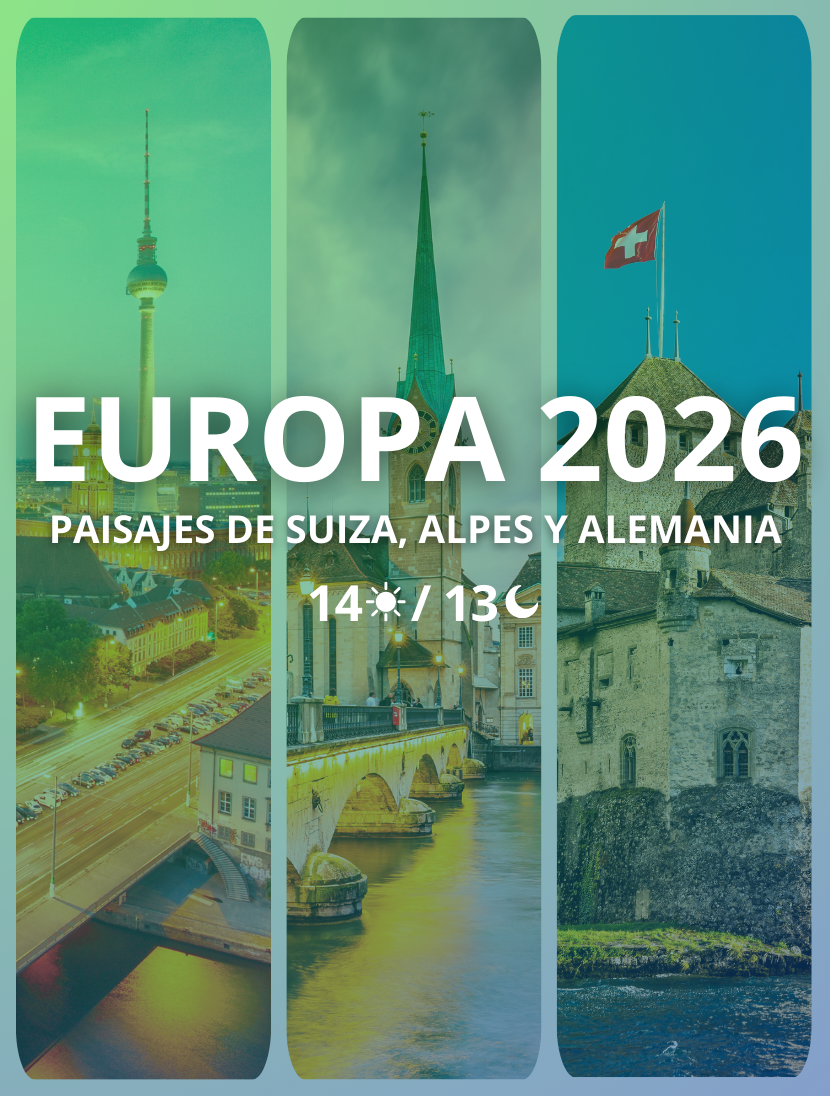 EUROPA 2026
PAISAJES DE SUIZA, ALPES Y ALEMANIA
14☀/ 13☾